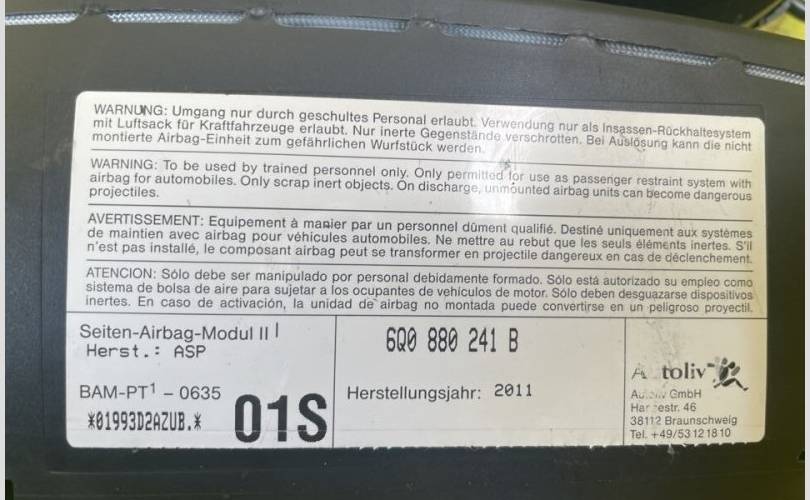 WARNUNG: Umgang nur durch geschultes Personal erlaubt. Verwendung nur als Insassen-Rückhaltesystem
mit Luftsack für Kraftfahrzeuge erlaubt. Nur inerte Gegenstände verschrotten. Bei Auslösung kann die nicht
montierte Airbag-Einheit zum gefährlichen Wurfstück werden.
WARNING: To be used by trained personnel only. Only permitted for use as passenger restraint system with
airbag for automobiles. Only scrap inert objects. On discharge, unmounted airbag units can become dangerous
projectiles.
AVERTISSEMENT: Equipement à manier par un personnel dûment qualifié. Destiné uniquement aux systèmes
de maintien avec airbag pour véhicules automobiles. Ne mettre au rebut que les seuls éléments inertes. S'il
n'est pas installé, le composant airbag peut se transformer en projectile dangereux en cas de déclenchement.
ATENCION: Sólo debe ser manipulado por personal debidamente formado. Sólo está autorizado su empleo como
sistema de bolsa de aire para sujetar a los ocupantes de vehículos de motor. Sólo deben desguazarse dispositivos
inertes. En caso de activación, la unidad de airbag no montada puede convertirse en un peligroso proyectil.
Seiten-Airbag-Modul II I
Herst.: ASP
BAM-PT1 - 0635
*01993D2AZUB.*
01S
6Q0 880 241 B
Herstellungsjahr: 2011
Autoliv
GmbH
46
38112 Braunschweig
Tel. +49/53121810